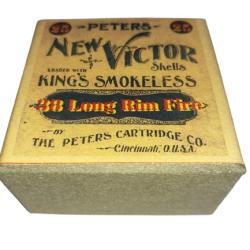 PETERS
NEW VICTOR
Shells
LOADED WITH
KING'S SMOKELESS
38 Long Rim Fire
BY
THE PETERS CARTRIDGE CO.
Cincinnati, O.U.S.A.